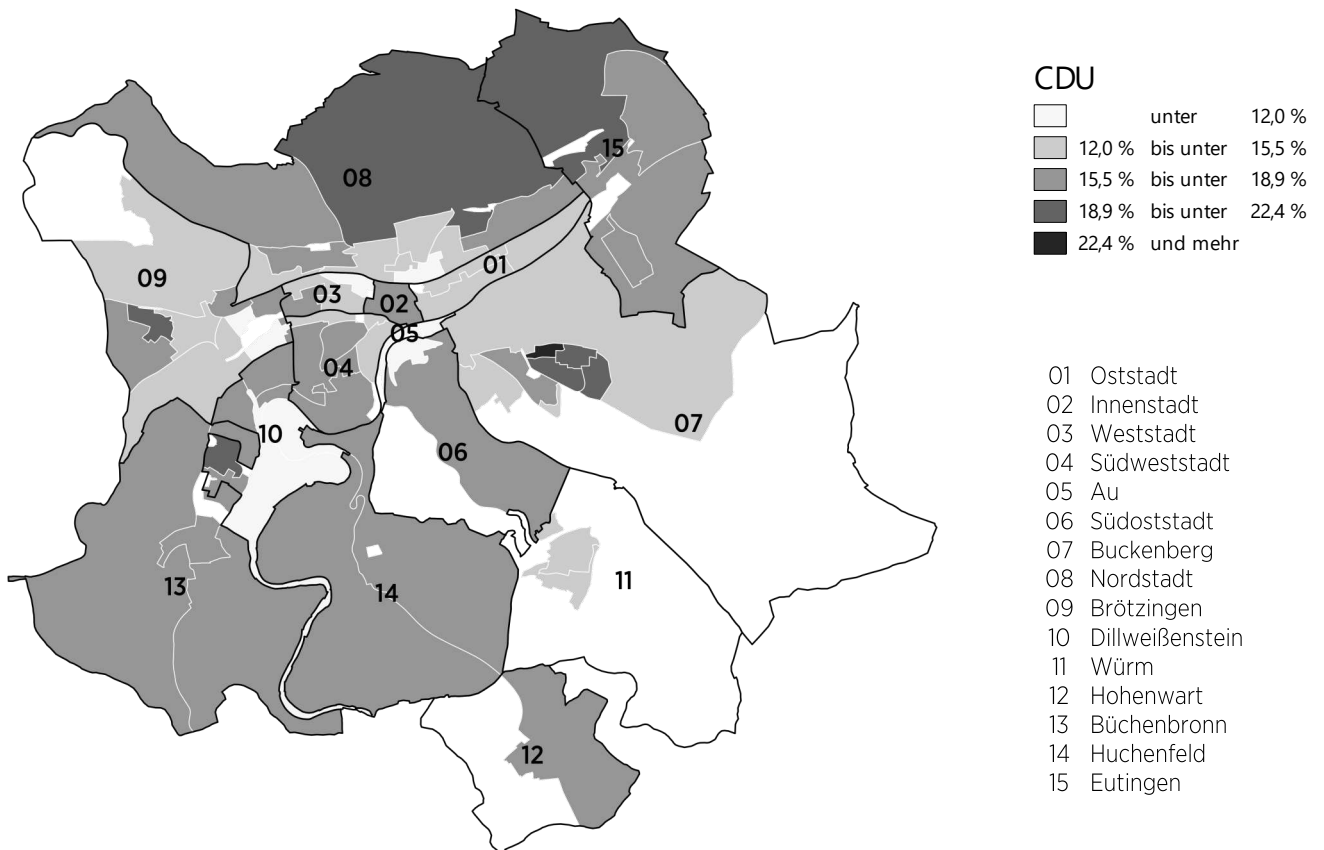 CDU
unter 12,0 %
12,0 % bis unter 15,5 %
15,5 % bis unter 18,9 %
18,9 % bis unter 22,4 %
22,4 % und mehr
15
08
01
09
03
02
05
04
07
10
06
11
13
14
12
01 Oststadt
02 Innenstadt
03 Weststadt
04 Südweststadt
05 Au
06 Südoststadt
07 Buckenberg
08 Nordstadt
09 Brötzingen
10 Dillweißenstein
11 Würm
12 Hohenwart
13 Büchenbronn
14 Huchenfeld
15 Eutingen